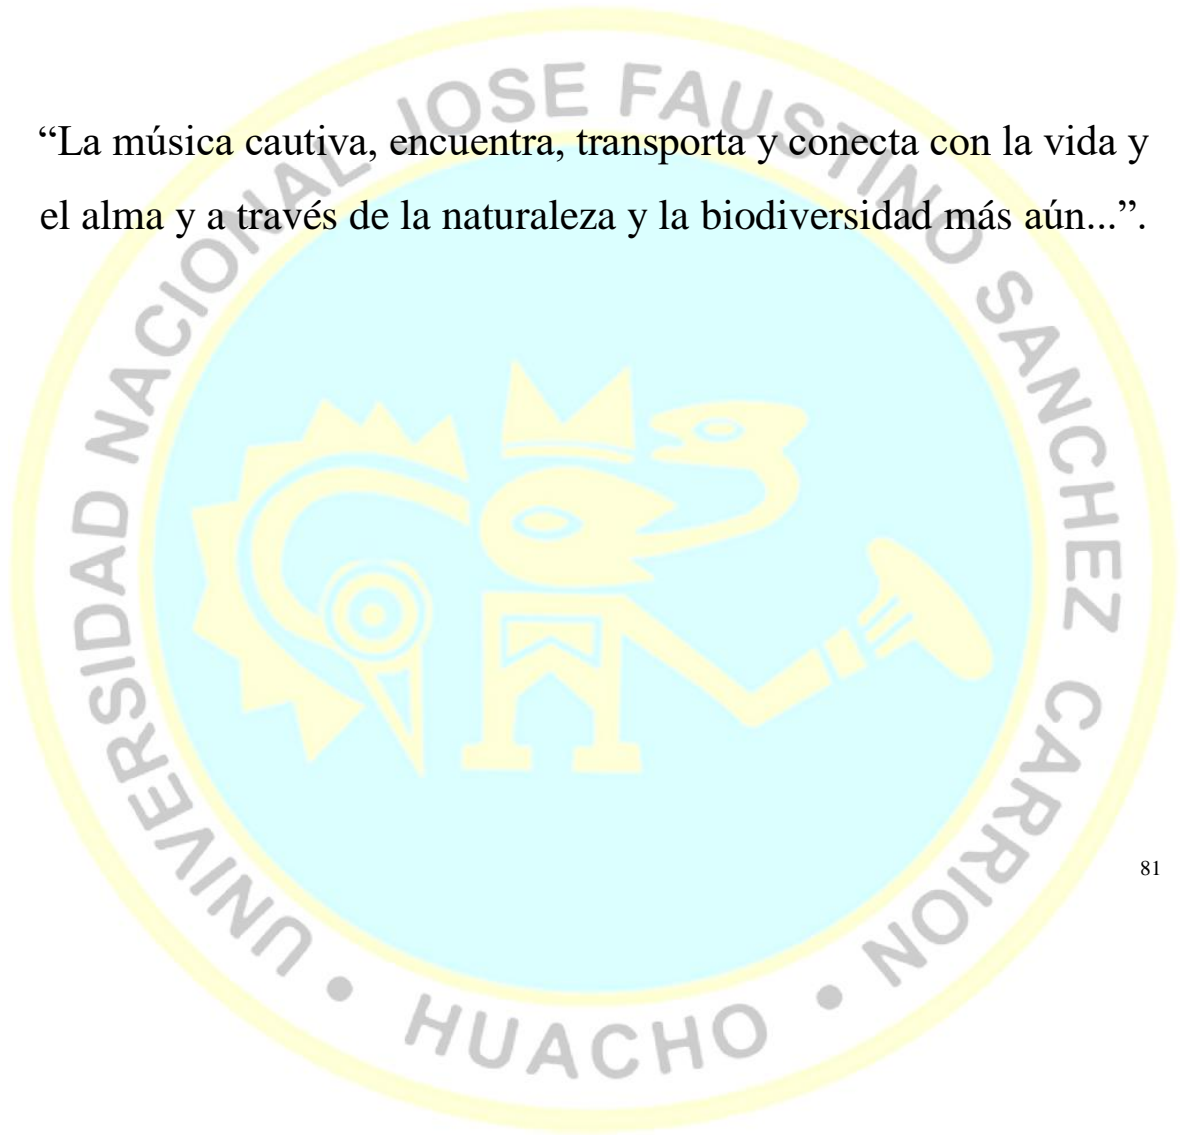 “La música cautiva, encuentra, transporta y conecta con la vida y
el alma y a través de la naturaleza y la biodiversidad más aún...”.
UNIVERSIDAD NACIONAL JOSE FAUSTINO SANCHEZ CARRION
• HUACHO •
81